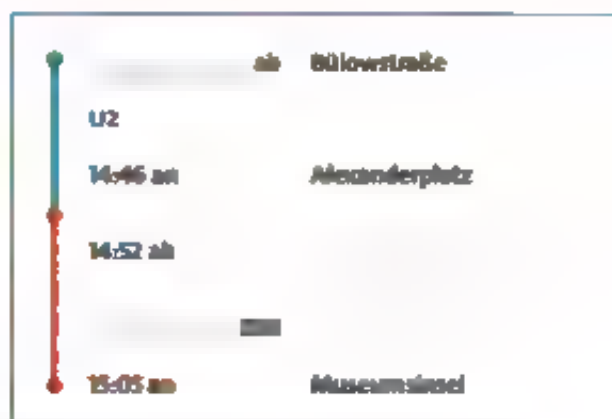 ab Bülowstraße
U2
14:46 an Alexanderplatz
14:52 ab
15:05 an Museumsinsel